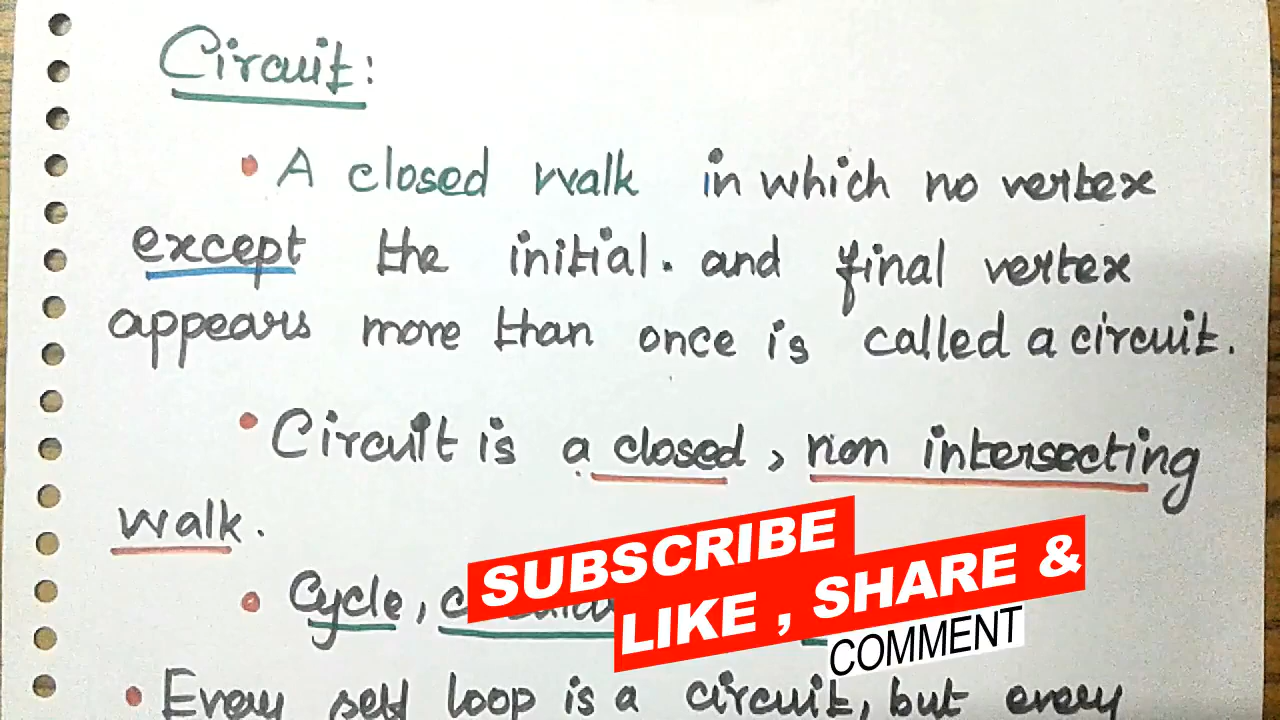 Circuit:
• A closed walk in which no vertex
except the initial. and final vertex
appears more than once is called a circuit.
• Circuit is a closed, non intersecting
walk.
SUBSCRIBE
• Cycle,
LIKE , SHARE &
COMMENT
• Every self loop is a circuit, but every